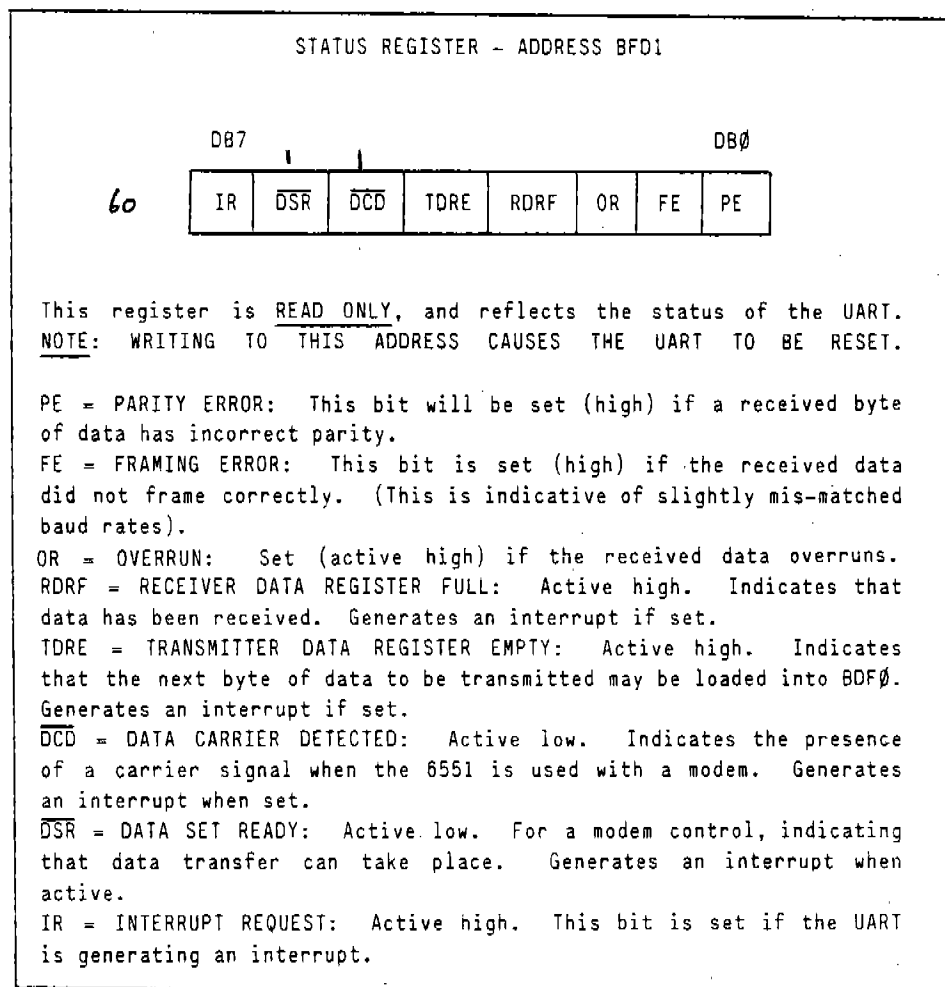 STATUS REGISTER - ADDRESS BFD1
DB7 DBØ
60 IR D̅S̅R̅ D̅C̅D̅ TDRE RDRF OR FE PE
This register is READ ONLY, and reflects the status of the UART.
NOTE: WRITING TO THIS ADDRESS CAUSES THE UART TO BE RESET.
PE = PARITY ERROR: This bit will be set (high) if a received byte
of data has incorrect parity.
FE = FRAMING ERROR: This bit is set (high) if the received data
did not frame correctly. (This is indicative of slightly mis-matched
baud rates).
OR = OVERRUN: Set (active high) if the received data overruns.
RDRF = RECEIVER DATA REGISTER FULL: Active high. Indicates that
data has been received. Generates an interrupt if set.
TDRE = TRANSMITTER DATA REGISTER EMPTY: Active high. Indicates
that the next byte of data to be transmitted may be loaded into BDFØ.
Generates an interrupt if set.
D̅C̅D̅ = DATA CARRIER DETECTED: Active low. Indicates the presence
of a carrier signal when the 6551 is used with a modem. Generates
an interrupt when set.
D̅S̅R̅ = DATA SET READY: Active low. For a modem control, indicating
that data transfer can take place. Generates an interrupt when
active.
IR = INTERRUPT REQUEST: Active high. This bit is set if the UART
is generating an interrupt.